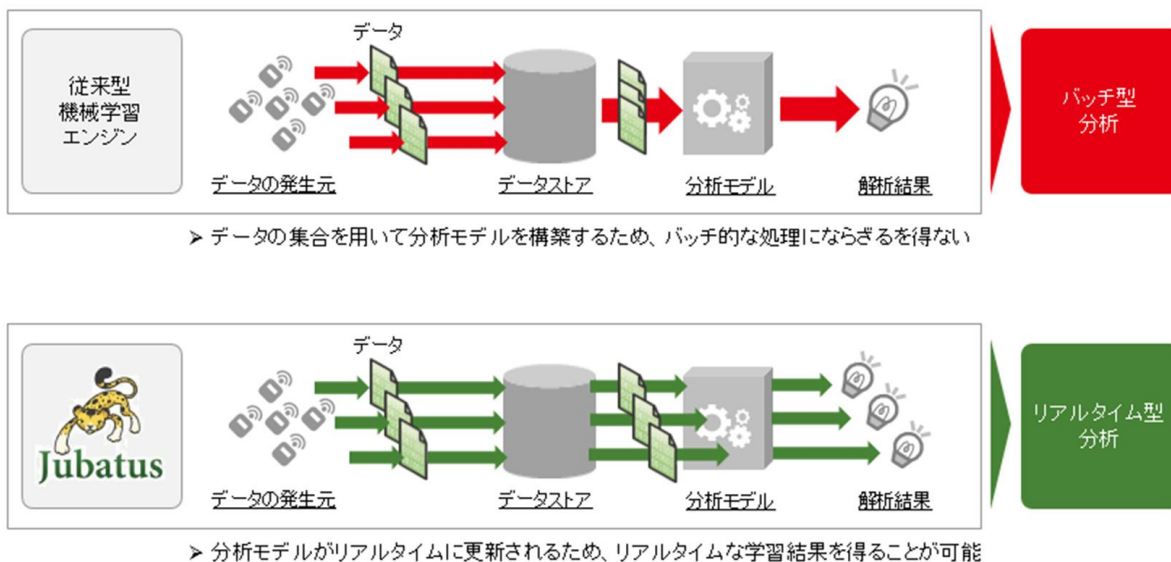 従来型
機械学習
エンジン
データ
データの発生元
データストア
分析モデル
解析結果
バッチ型
分析
➢ データの集合を用いて分析モデルを構築するため、バッチ的な処理にならざるを得ない
Jubatus
データ
データの発生元
データストア
分析モデル
解析結果
リアルタイム型
分析
➢ 分析モデルがリアルタイムに更新されるため、リアルタイムな学習結果を得ることが可能